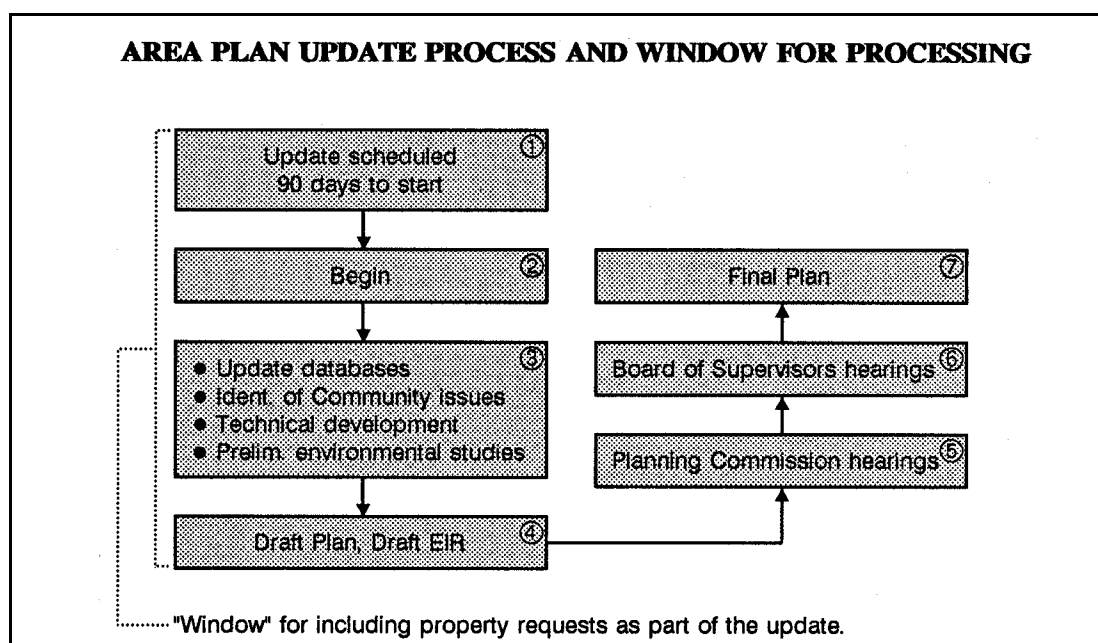 AREA PLAN UPDATE PROCESS AND WINDOW FOR PROCESSING
①
Update scheduled
90 days to start
②
Begin
③
● Update databases
● Ident. of Community issues
● Technical development
● Prelim. environmental studies
④
Draft Plan, Draft EIR
⑤
Planning Commission hearings
⑥
Board of Supervisors hearings
⑦
Final Plan
"Window" for including property requests as part of the update.